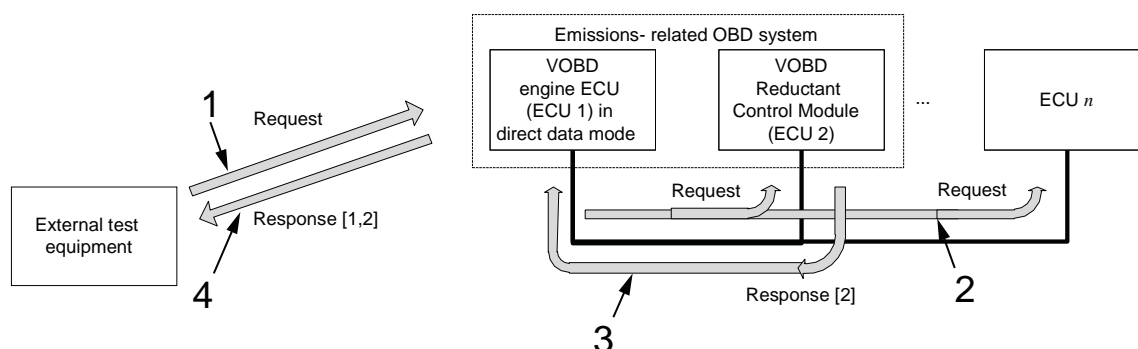 Emissions- related OBD system
VOBD
engine ECU
(ECU 1) in
direct data mode
VOBD
Reductant
Control Module
(ECU 2)
...
ECU n
1
Request
Request
Request
External test
equipment
Response [1,2]
4
2
Response [2]
3